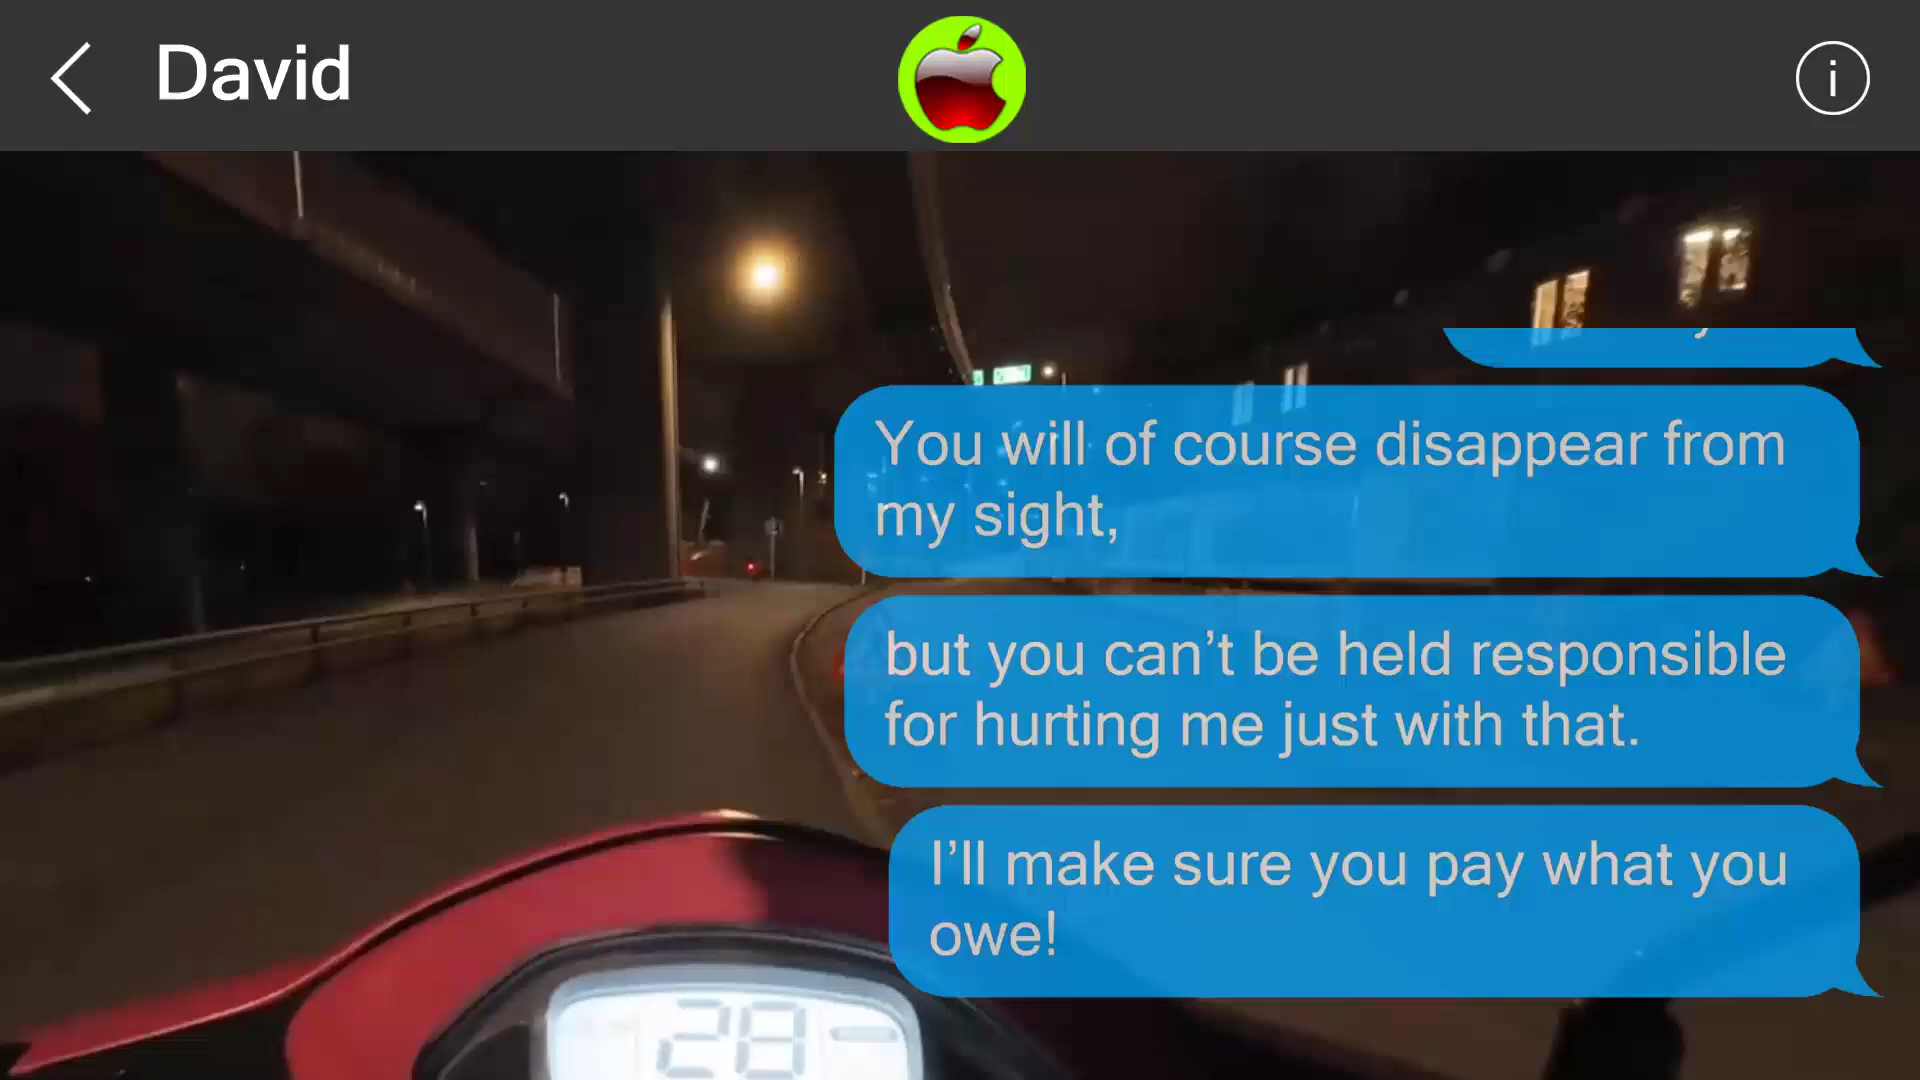 David
You will of course disappear from
my sight,
but you can’t be held responsible
for hurting me just with that.
I’ll make sure you pay what you
owe!
28